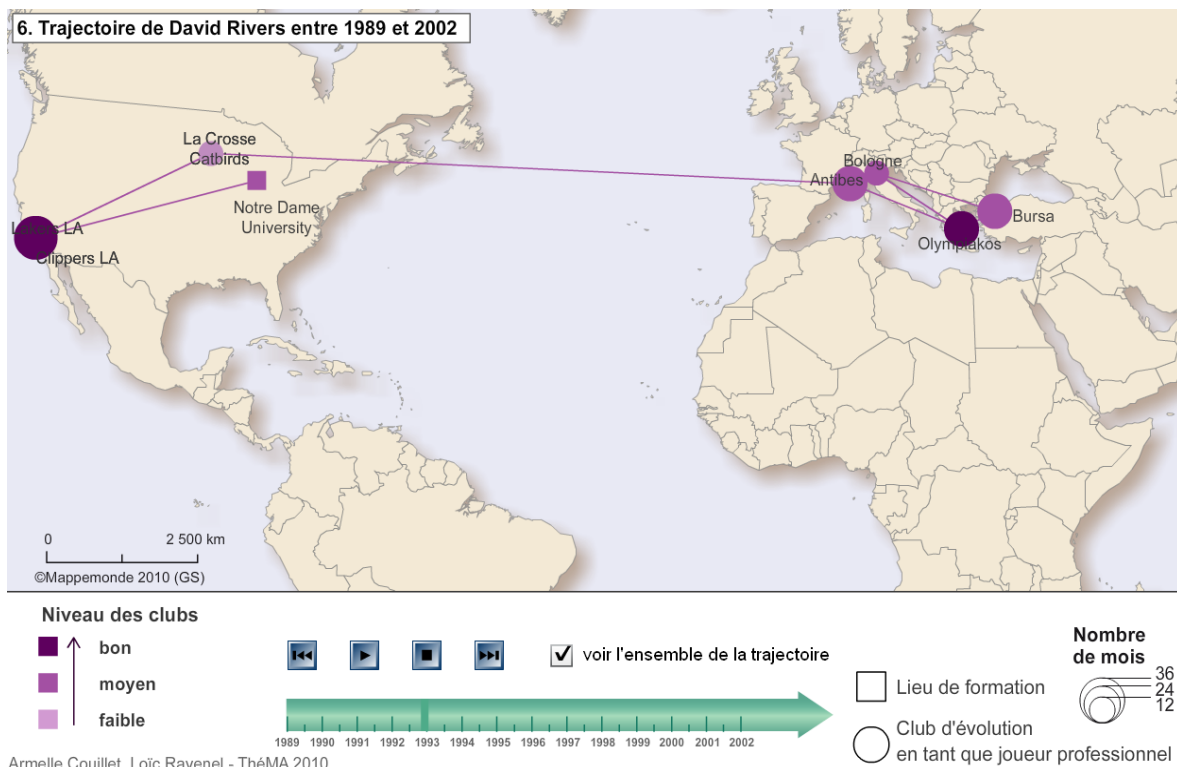 6. Trajectoire de David Rivers entre 1989 et 2002
La Crosse
Catbirds
Notre Dame
University
Lakers LA
Clippers LA
Bologne
Antibes
Bursa
Olympiakos
0 2 500 km
©Mappemonde 2010 (GS)
Niveau des clubs
bon
moyen
faible
voir l'ensemble de la trajectoire
1989 1990 1991 1992 1993 1994 1995 1996 1997 1998 1999 2000 2001 2002
Lieu de formation
Club d'évolution
en tant que joueur professionnel
Nombre
de mois
36
24
12
Armelle Couillet, Loïc Ravenel - ThéMA 2010